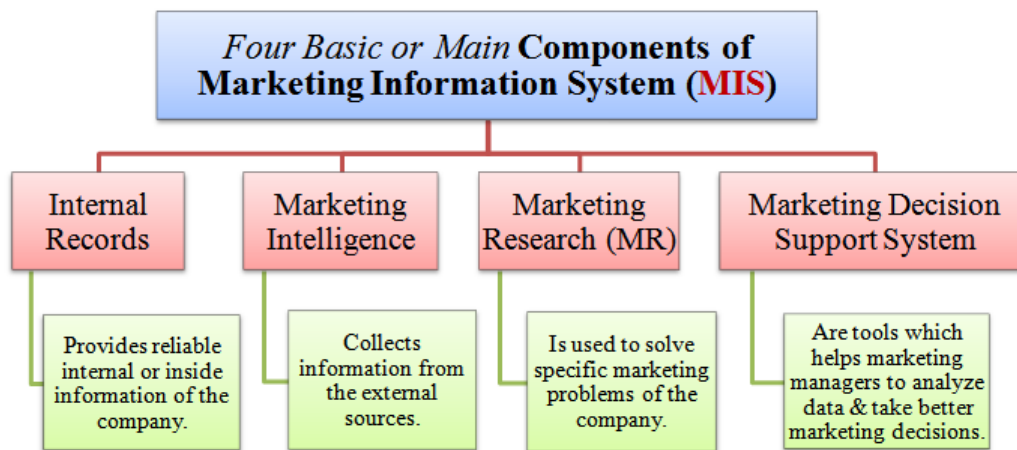 Four Basic or Main Components of
Marketing Information System (MIS)
Internal
Records
Marketing
Intelligence
Marketing
Research (MR)
Marketing Decision
Support System
Provides reliable
internal or inside
information of the
company.
Collects
information from
the external
sources.
Is used to solve
specific marketing
problems of the
company.
Are tools which
helps marketing
managers to analyze
data & take better
marketing decisions.